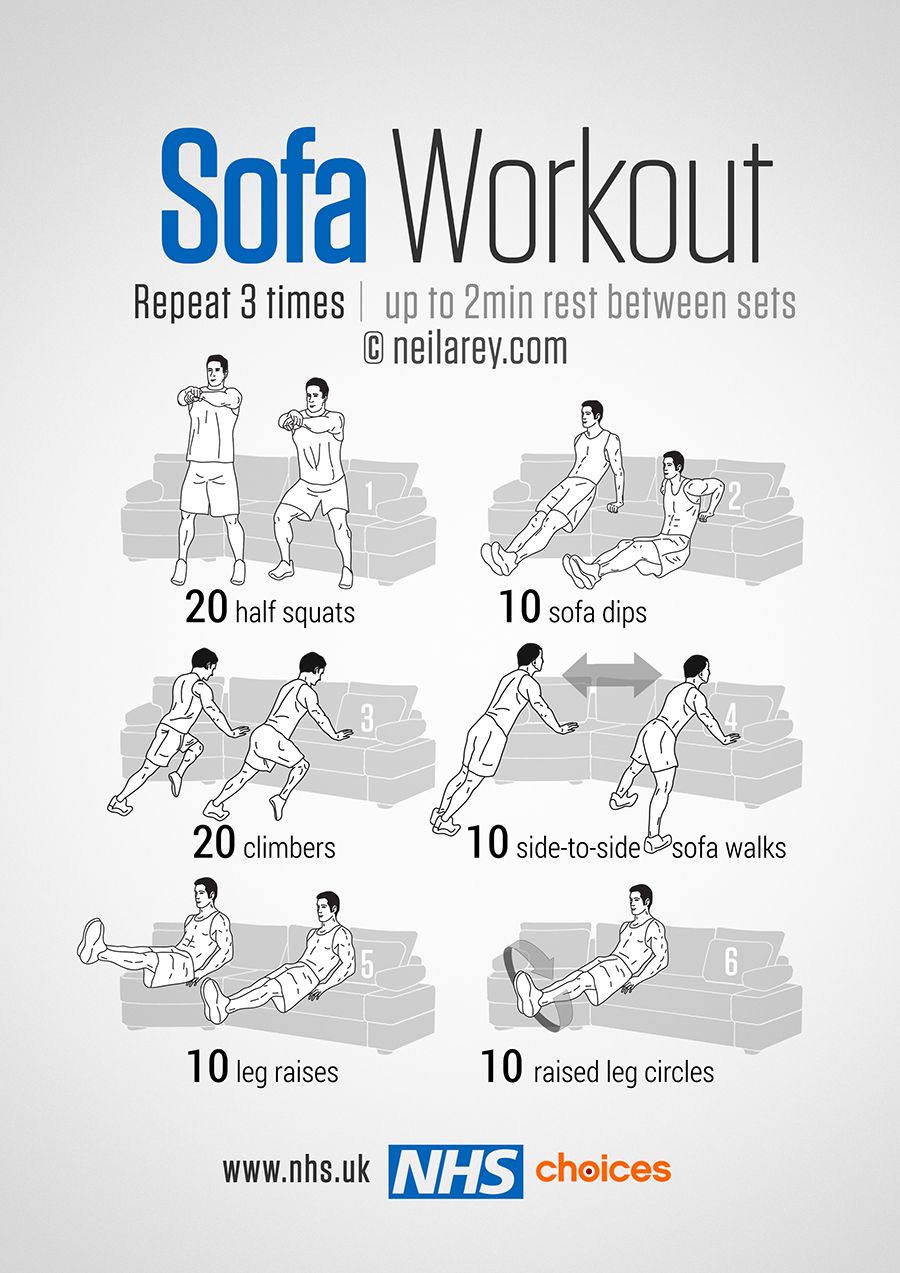 Sofa Workout
Repeat 3 times | up to 2min rest between sets
© neilarey.com
1
2
20 half squats
10 sofa dips
3
4
20 climbers
10 side-to-side sofa walks
5
6
10 leg raises
10 raised leg circles
www.nhs.uk NHS choices